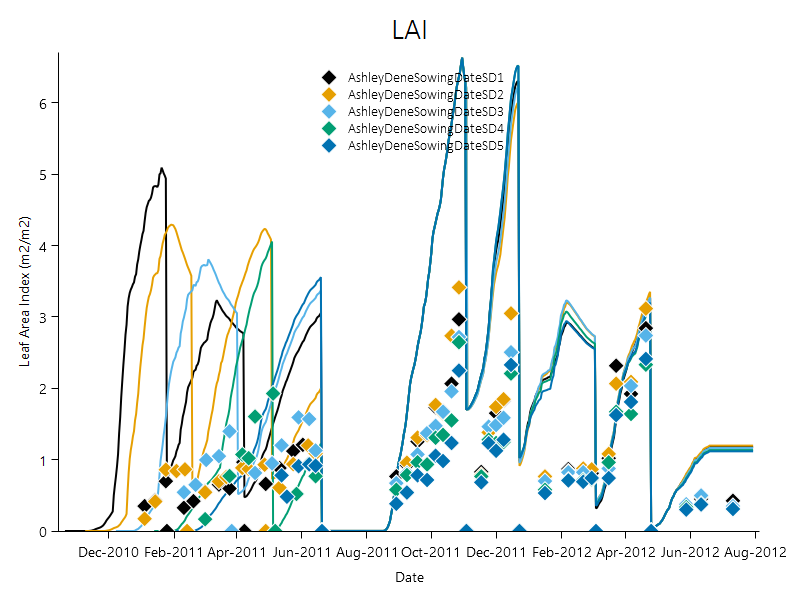 LAI
AshleyDeneSowingDateSD1
AshleyDeneSowingDateSD2
AshleyDeneSowingDateSD3
AshleyDeneSowingDateSD4
AshleyDeneSowingDateSD5
Leaf Area Index (m2/m2)
6
5
4
3
2
1
0
Dec-2010 Feb-2011 Apr-2011 Jun-2011 Aug-2011 Oct-2011 Dec-2011 Feb-2012 Apr-2012 Jun-2012 Aug-2012
Date